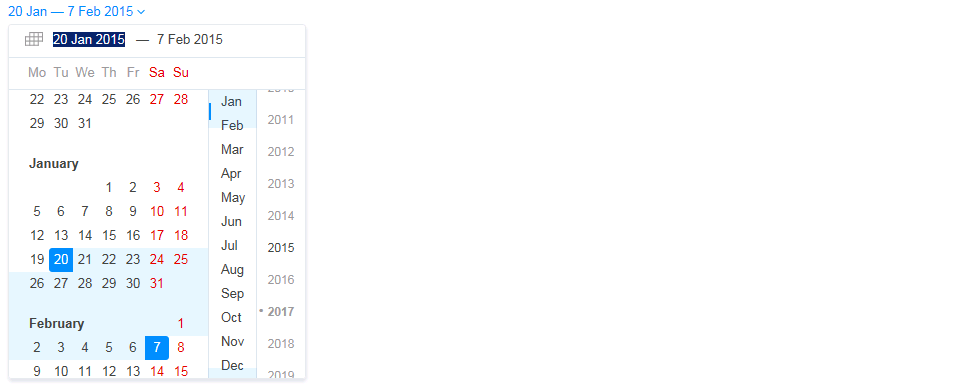 20 Jan — 7 Feb 2015
20 Jan 2015 — 7 Feb 2015
Mo Tu We Th Fr Sa Su
22 23 24 25 26 27 28
29 30 31
January
1 2 3 4
5 6 7 8 9 10 11
12 13 14 15 16 17 18
19 20 21 22 23 24 25
26 27 28 29 30 31
February 1
2 3 4 5 6 7 8
9 10 11 12 13 14 15
Jan
Feb
Mar
Apr
May
Jun
Jul
Aug
Sep
Oct
Nov
Dec
2011
2012
2013
2014
2015
2016
• 2017
2018
2019